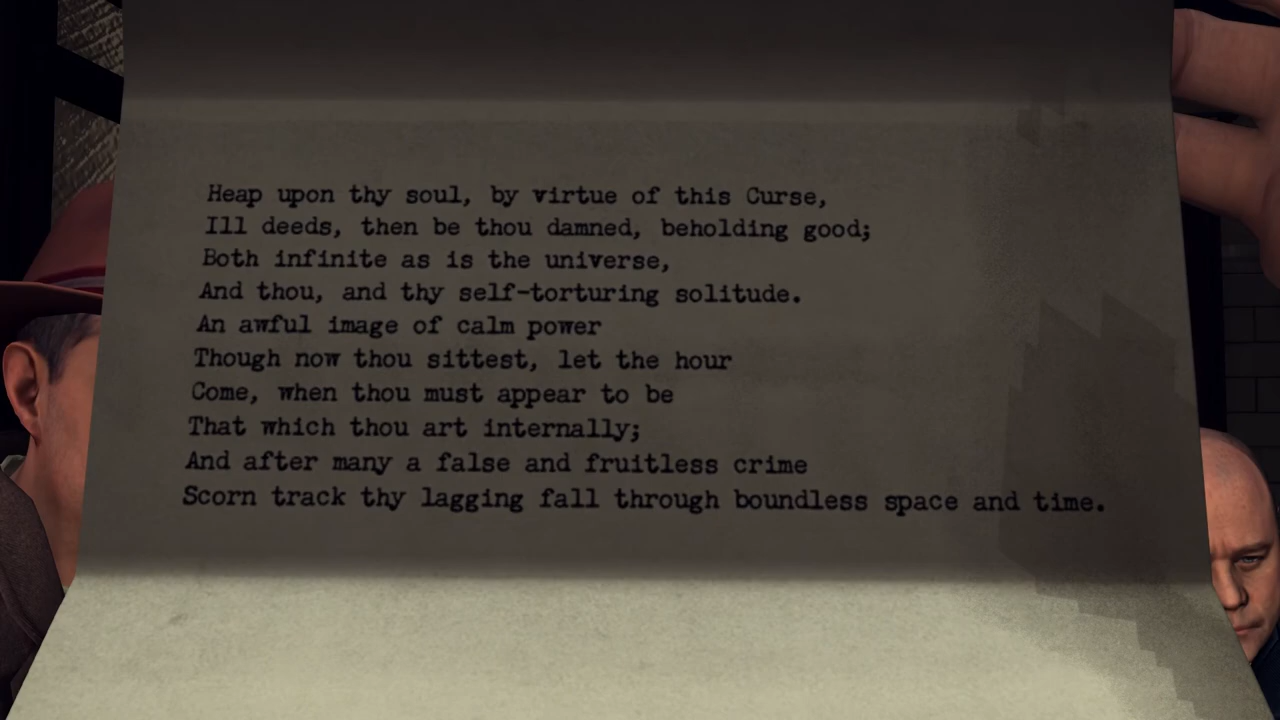 Heap upon thy soul, by virtue of this Curse,
Ill deeds, then be thou damned, beholding good;
Both infinite as is the universe,
And thou, and thy self-torturing solitude.
An awful image of calm power
Though now thou sittest, let the hour
Come, when thou must appear to be
That which thou art internally;
And after many a false and fruitless crime
Scorn track thy lagging fall through boundless space and time.